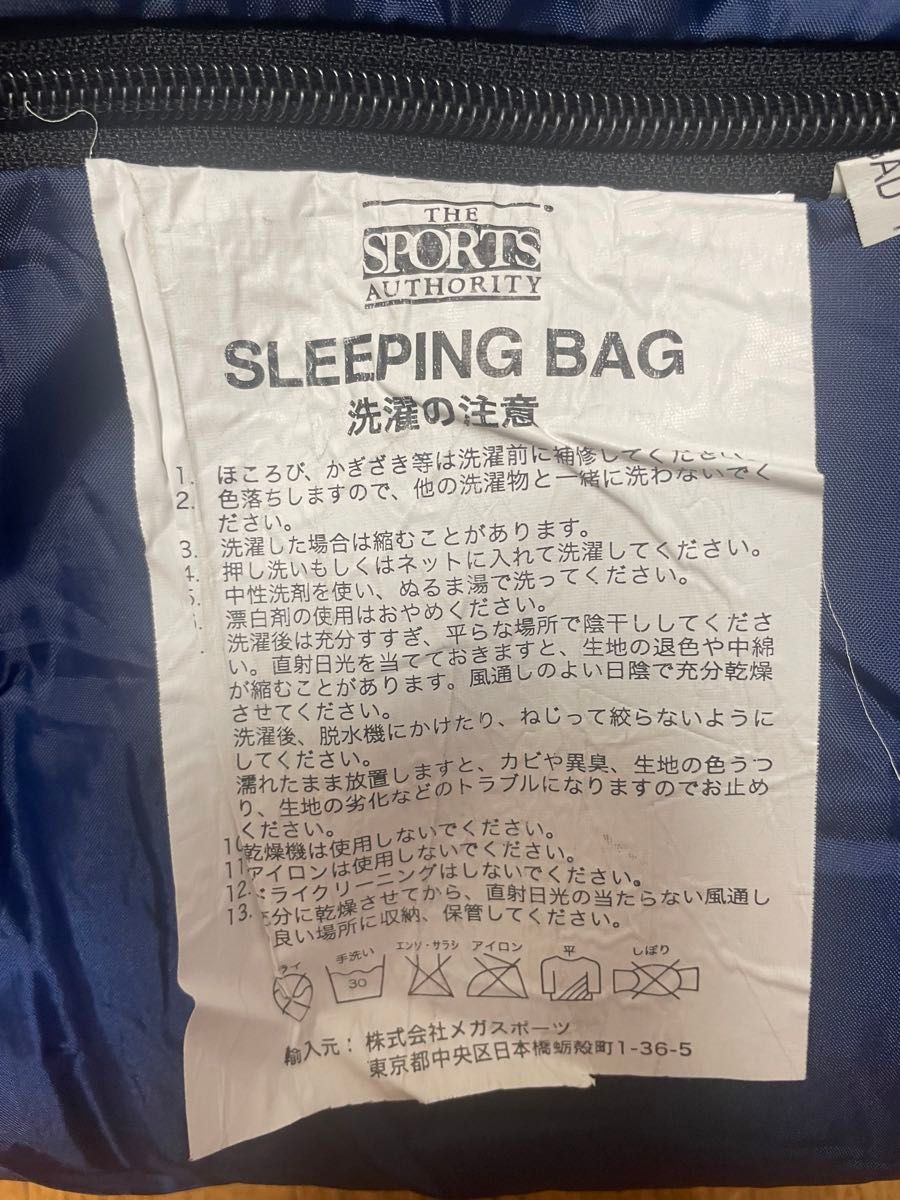 THE
SPORTS
AUTHORITY
SLEEPING BAG
洗濯の注意
1. ほころび、かぎざき等は洗濯前に補修してください。
2. 色落ちしますので、他の洗濯物と一緒に洗わないでく
ださい。
3. 洗濯した場合は縮むことがあります。
4. 押し洗いもしくはネットに入れて洗濯してください。
5. 中性洗剤を使い、ぬるま湯で洗ってください。
漂白剤の使用はおやめください。
洗濯後は充分すすぎ、平らな場所で陰干ししてくださ
い。直射日光を当てておきますと、生地の退色や中綿
が縮むことがあります。風通しのよい日陰で充分乾燥
させてください。
洗濯後、脱水機にかけたり、ねじって絞らないように
してください。
濡れたまま放置しますと、カビや異臭、生地の色うつ
り、生地の劣化などのトラブルになりますのでお止め
ください。
10 乾燥機は使用しないでください。
11 アイロンは使用しないでください。
12. ドライクリーニングはしないでください。
13. 充分に乾燥させてから、直射日光の当たらない風通し
良い場所に収納、保管してください。
ライ 手洗い エンソ・サラシ アイロン 平 しぼり
30
輸入元：株式会社メガスポーツ
東京都中央区日本橋蛎殻町1-36-5